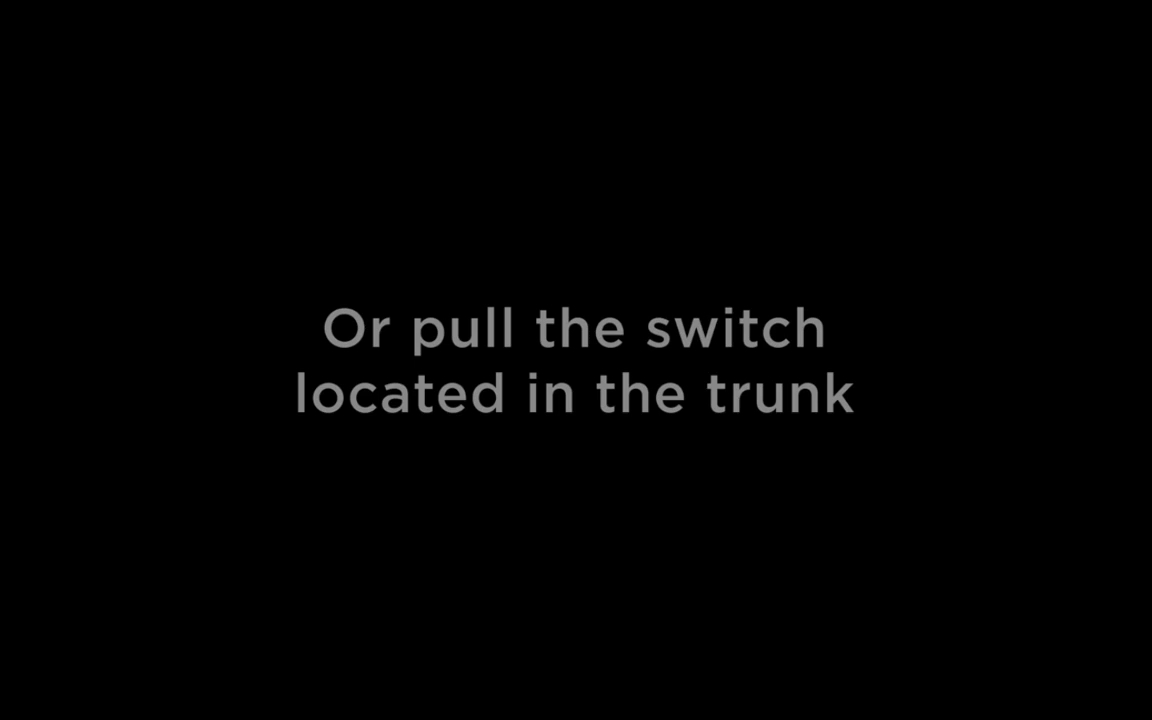 Or pull the switch
located in the trunk